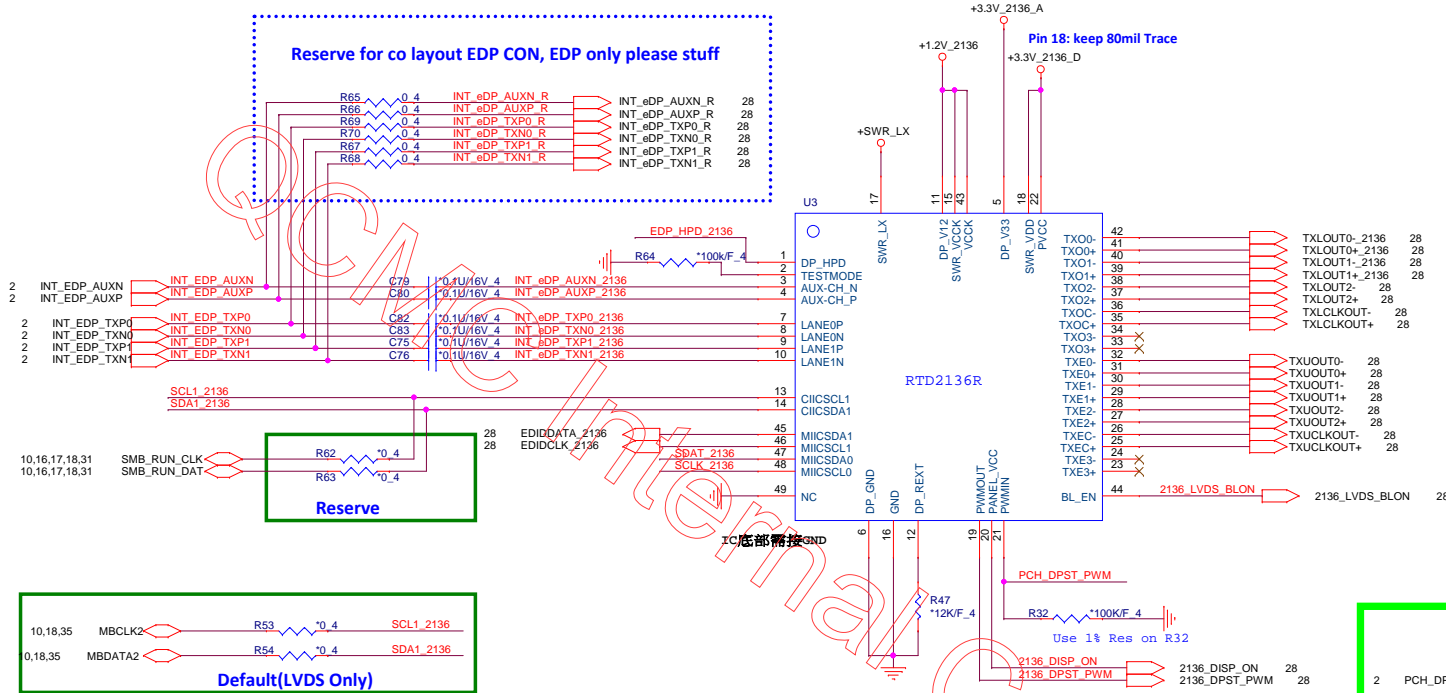 +3.3V_2136_A
Pin 18: keep 80mil Trace
+1.2V_2136
+3.3V_2136_D
+SWR_LX
Reserve for co layout EDP CON, EDP only please stuff
R65 0_4 INT_eDP_AUXN_R INT_eDP_AUXN_R 28
R66 0_4 INT_eDP_AUXP_R INT_eDP_AUXP_R 28
R69 0_4 INT_eDP_TXP0_R INT_eDP_TXP0_R 28
R70 0_4 INT_eDP_TXN0_R INT_eDP_TXN0_R 28
R67 0_4 INT_eDP_TXP1_R INT_eDP_TXP1_R 28
R68 0_4 INT_eDP_TXN1_R INT_eDP_TXN1_R 28
U3
17 11 15 43 5 18 22
SWR_LX
DP_V12
SWR_VCCK
VCCK
DP_V33
SWR_VDD
PVCC
EDP_HPD_2136
R64 *100k/F_4
1 DP_HPD
2 TESTMODE
3 AUX-CH_N
4 AUX-CH_P
7 LANE0P
8 LANE0N
9 LANE1P
10 LANE1N
13 CIICSCL1
14 CIICSDA1
45 MIICSDA1
46 MIICSCL1
47 MIICSDA0
48 MIICSCL0
49 NC
2 INT_EDP_AUXN INT_EDP_AUXN C79 *0.1U/16V_4 INT_eDP_AUXN_2136
2 INT_EDP_AUXP INT_EDP_AUXP C80 *0.1U/16V_4 INT_eDP_AUXP_2136
2 INT_EDP_TXP0 INT_EDP_TXP0 C82 *0.1U/16V_4 INT_eDP_TXP0_2136
2 INT_EDP_TXN0 INT_EDP_TXN0 C83 *0.1U/16V_4 INT_eDP_TXN0_2136
2 INT_EDP_TXP1 INT_EDP_TXP1 C75 *0.1U/16V_4 INT_eDP_TXP1_2136
2 INT_EDP_TXN1 INT_EDP_TXN1 C76 *0.1U/16V_4 INT_eDP_TXN1_2136
SCL1_2136
SDA1_2136
28 EDIDDATA_2136
28 EDIDCLK_2136
SDAT_2136
SCLK_2136
10,16,17,18,31 SMB_RUN_CLK R62 *0_4
10,16,17,18,31 SMB_RUN_DAT R63 *0_4
Reserve
RTD2136R
TXO0- 42 TXLOUT0-_2136 28
TXO0+ 41 TXLOUT0+_2136 28
TXO1- 40 TXLOUT1-_2136 28
TXO1+ 39 TXLOUT1+_2136 28
TXO2- 38 TXLOUT2- 28
TXO2+ 37 TXLOUT2+ 28
TXOC- 36 TXLCLKOUT- 28
TXOC+ 35 TXLCLKOUT+ 28
TXO3- 34
TXO3+ 33
TXE0- 32 TXUOUT0- 28
TXE0+ 31 TXUOUT0+ 28
TXE1- 30 TXUOUT1- 28
TXE1+ 29 TXUOUT1+ 28
TXE2- 28 TXUOUT2- 28
TXE2+ 27 TXUOUT2+ 28
TXEC- 26 TXUCLKOUT- 28
TXEC+ 25 TXUCLKOUT+ 28
TXE3- 24
TXE3+ 23
BL_EN 44 2136_LVDS_BLON 2136_LVDS_BLON 28
DP_GND
GND
DP_REXT
PWMOUT
PANEL_VCC
PWMIN
6 16 12 19 20 21
IC底部需接GND
R47
*12K/F_4
PCH_DPST_PWM
R32 *100K/F_4
Use 1% Res on R32
2136_DISP_ON 2136_DISP_ON 28
2136_DPST_PWM 2136_DPST_PWM 28
10,18,35 MBCLK2 R53 *0_4 SCL1_2136
10,18,35 MBDATA2 R54 *0_4 SDA1_2136
Default(LVDS Only)
2